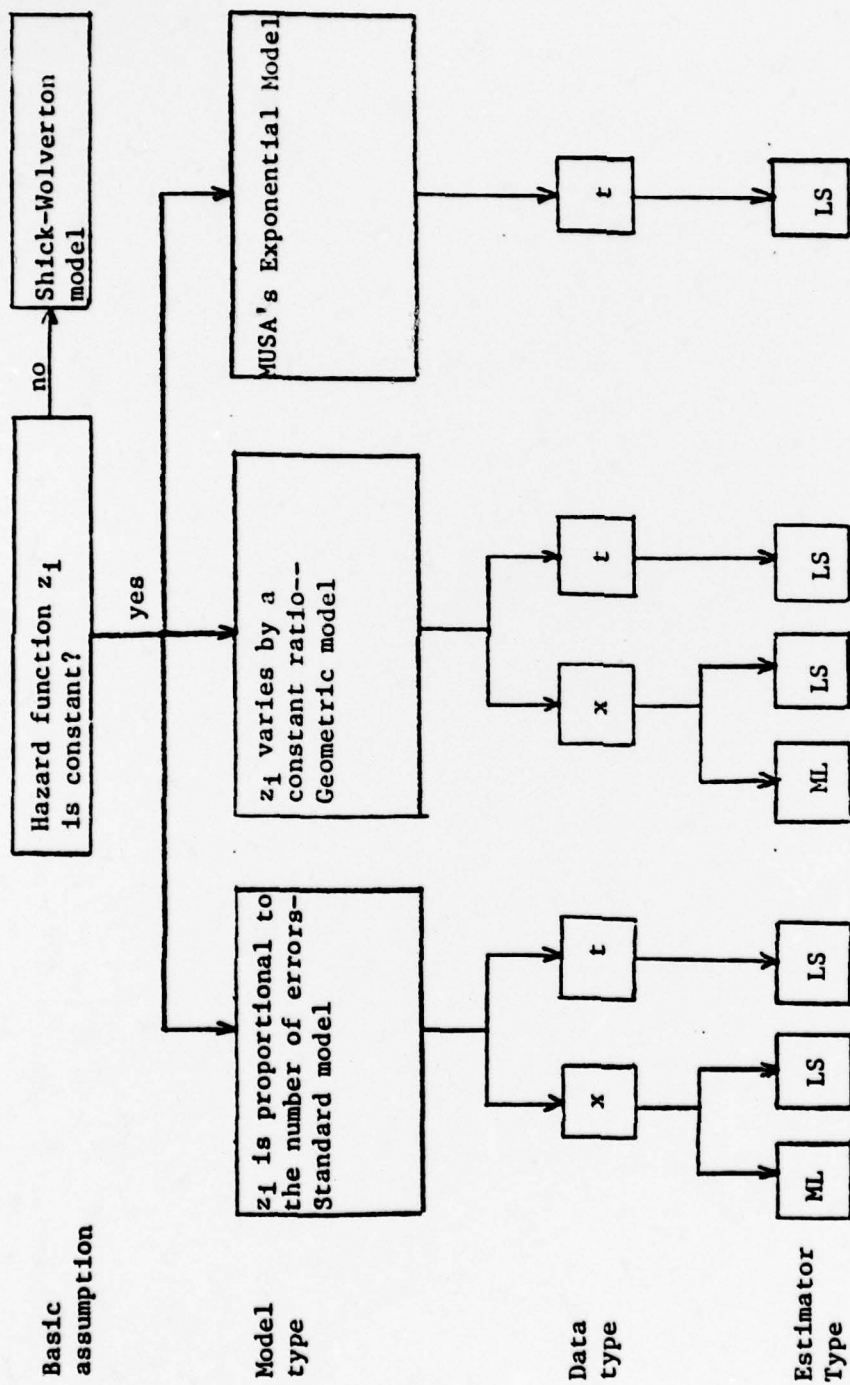 Basic
assumption
Hazard function z_i
is constant?
no
Shick-Wolverton
model
yes
Model
type
z_i is proportional to
the number of errors-
Standard model
z_i varies by a
constant ratio--
Geometric model
MUSA's Exponential Model
Data
type
x
t
x
t
t
Estimator
Type
ML
LS
LS
ML
LS
LS
LS